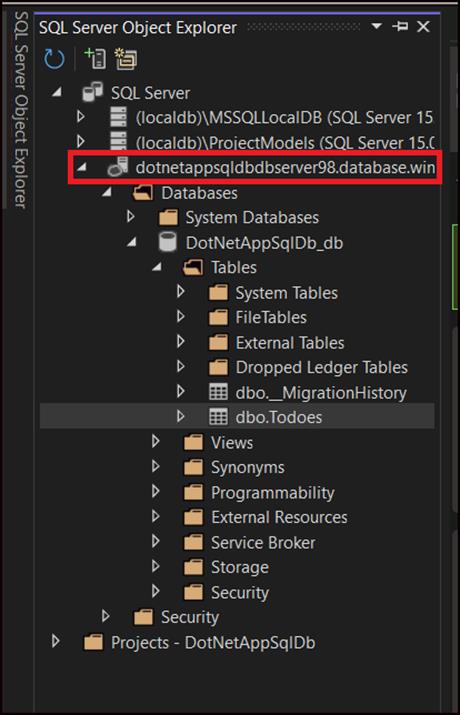 SQL Server Object Explorer
SQL Server Object Explorer
SQL Server
(localdb)\MSSQLLocalDB (SQL Server 15.
(localdb)\ProjectModels (SQL Server 15.0
dotnetappsqldbdbserver98.database.win
Databases
System Databases
DotNetAppSqlDb_db
Tables
System Tables
FileTables
External Tables
Dropped Ledger Tables
dbo.__MigrationHistory
dbo.Todoes
Views
Synonyms
Programmability
External Resources
Service Broker
Storage
Security
Security
Projects - DotNetAppSqlDb